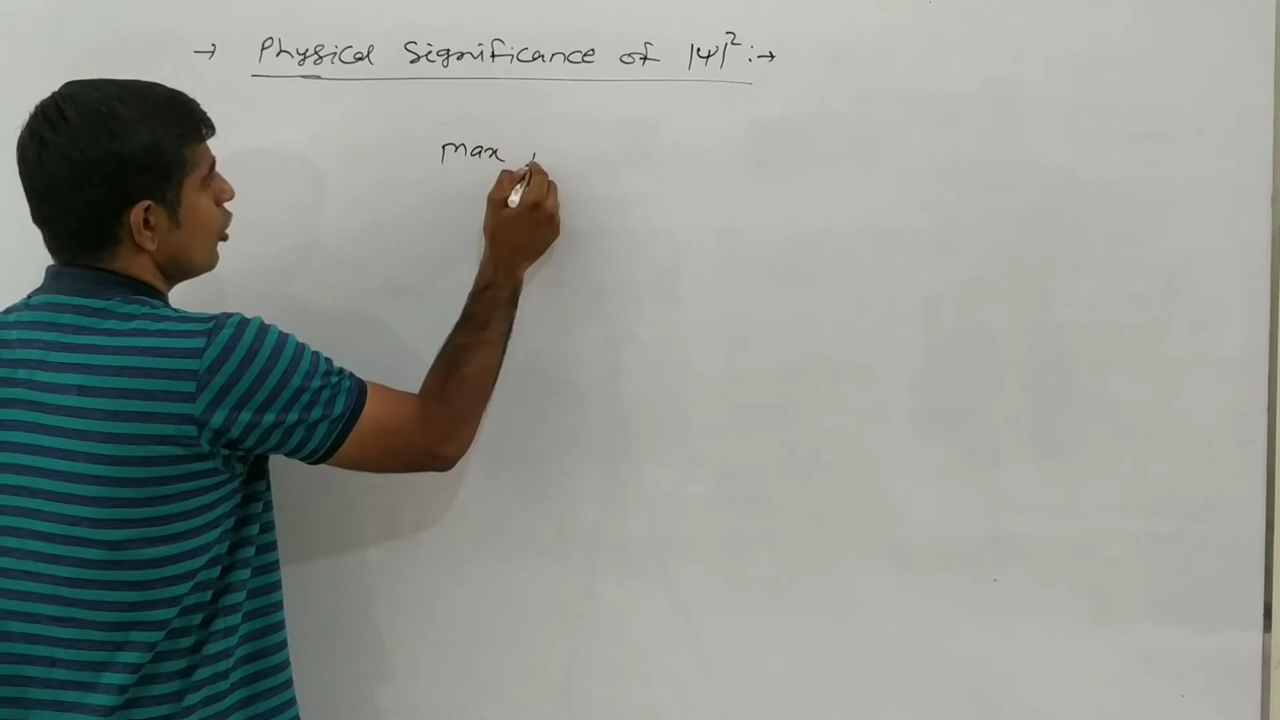 → Physical Significance of |ψ|²:→
Max